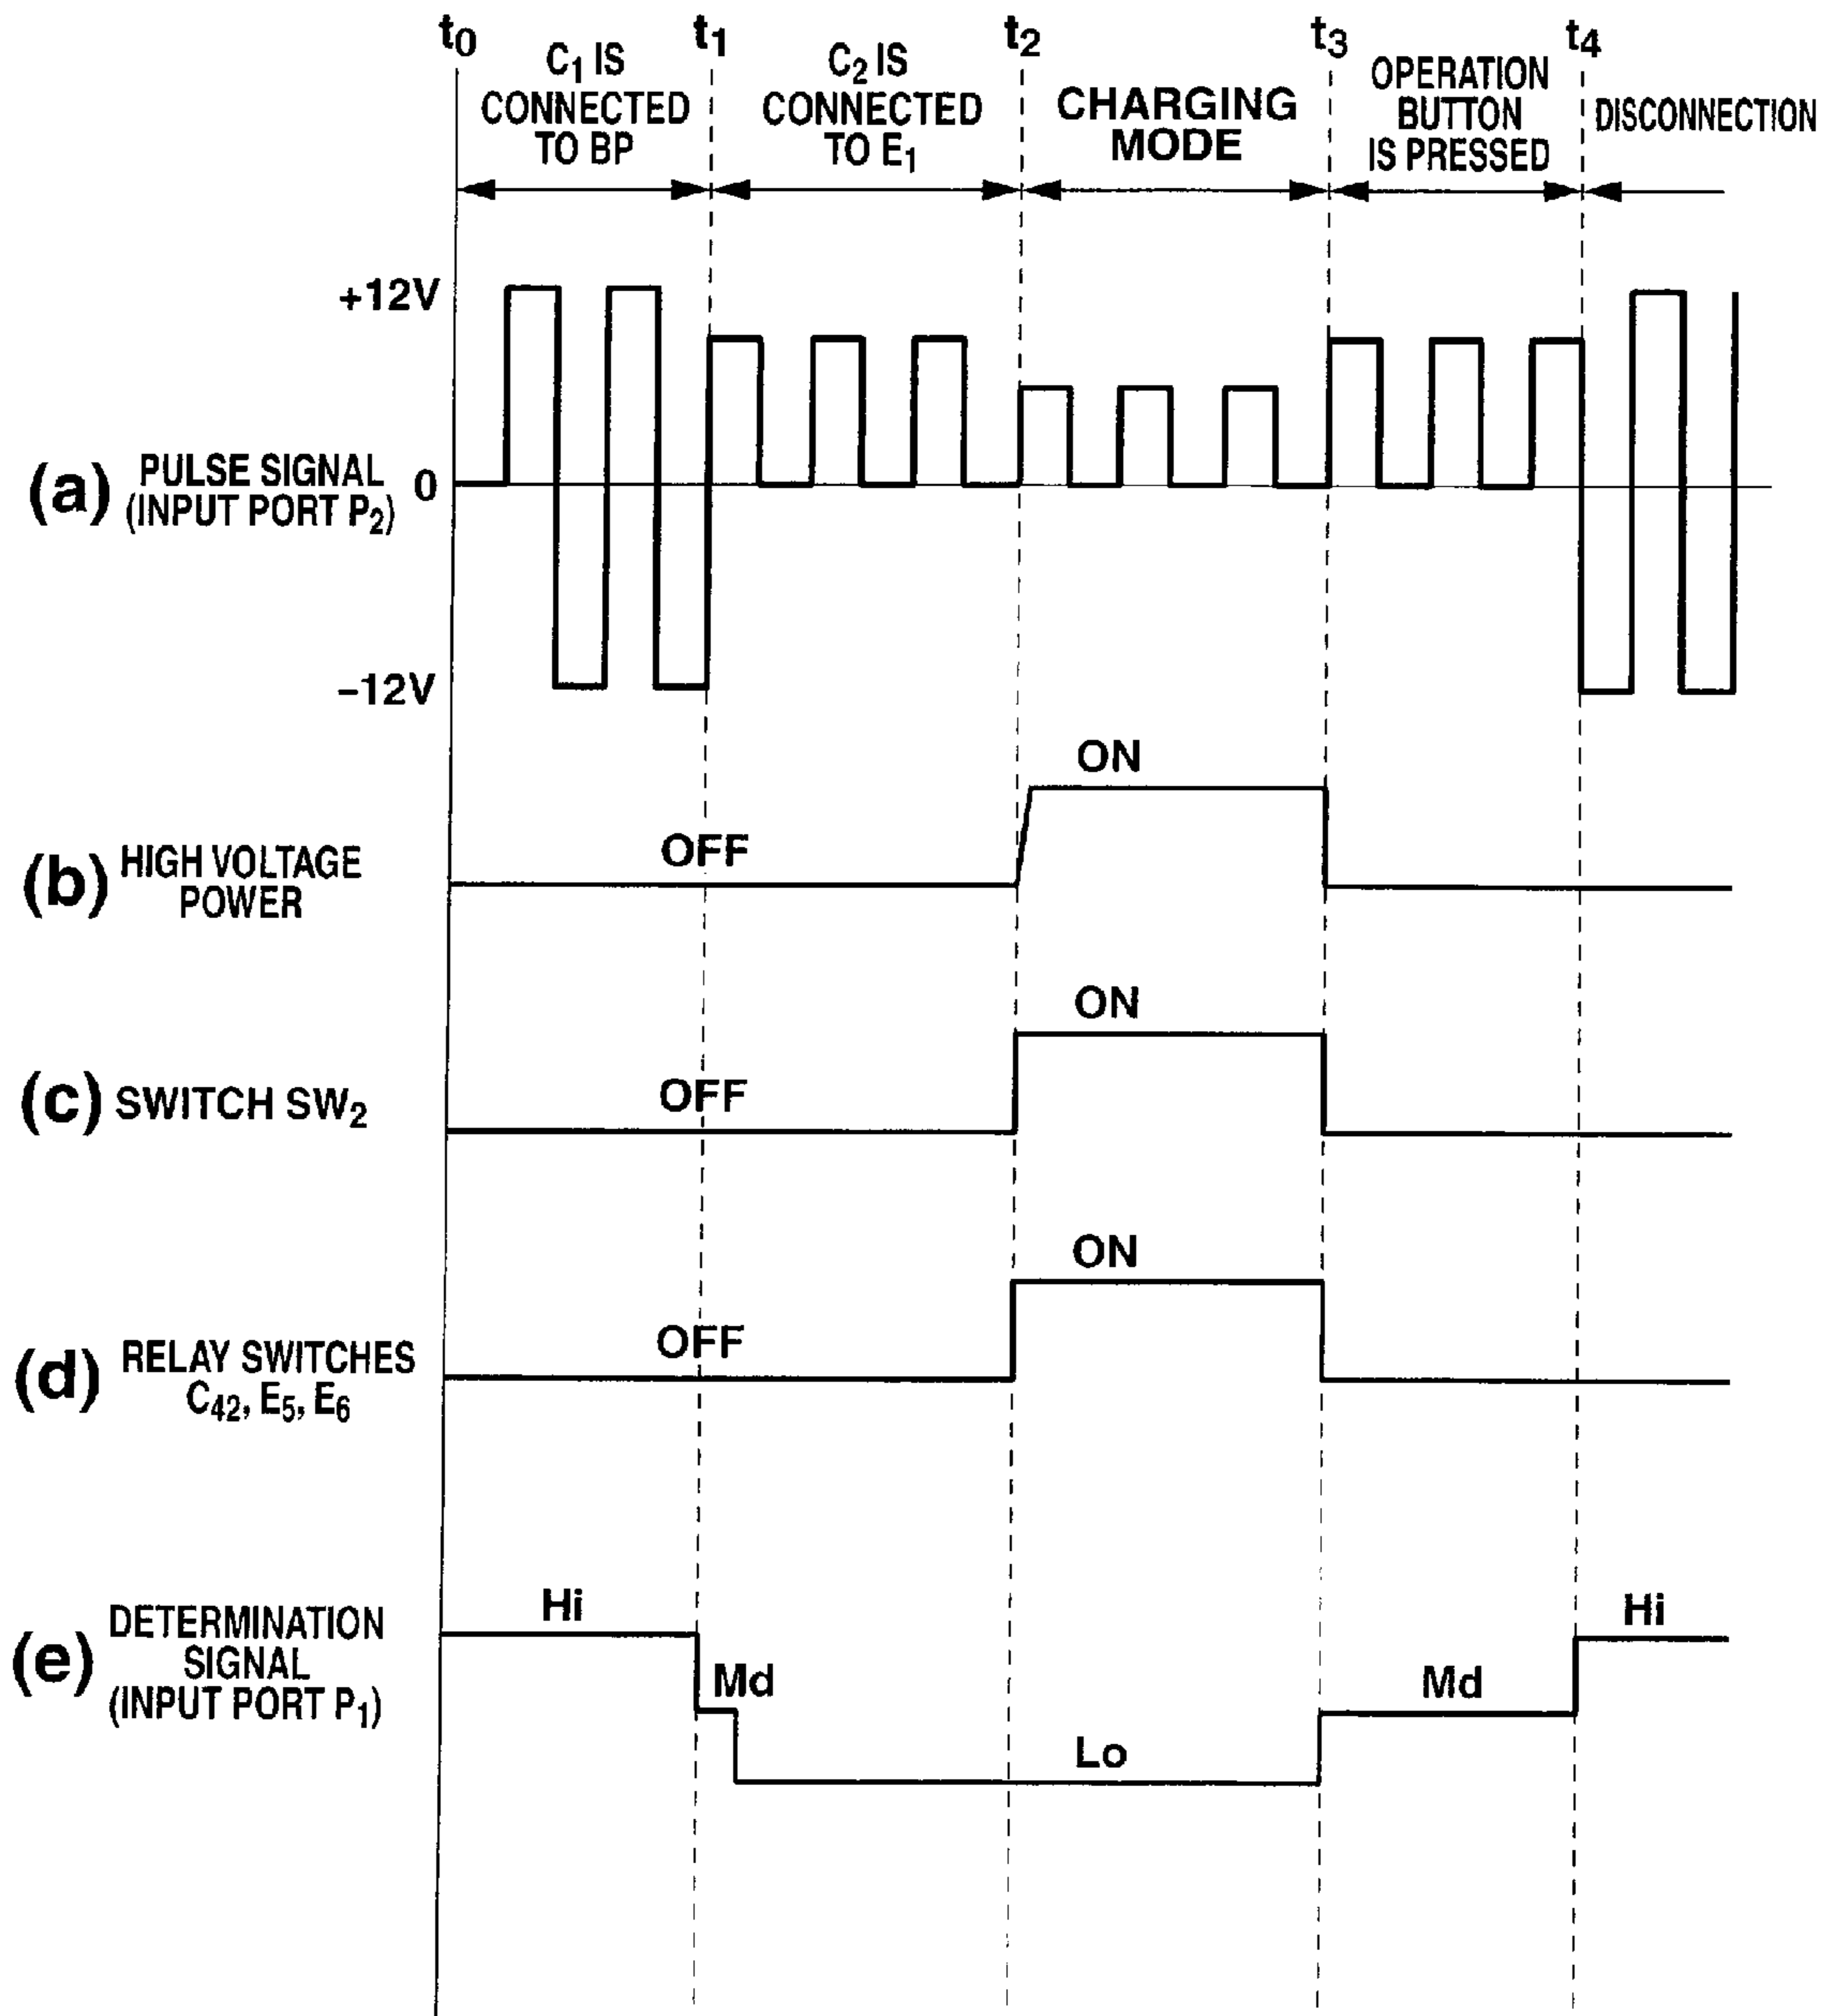 t0 t1 t2 t3 t4
C1 IS
CONNECTED
TO BP
C2 IS
CONNECTED
TO E1
CHARGING
MODE
OPERATION
BUTTON
IS PRESSED
DISCONNECTION
+12V
0
−12V
(a) PULSE SIGNAL
(INPUT PORT P2)
ON
OFF
(b) HIGH VOLTAGE
POWER
ON
OFF
(c) SWITCH SW2
ON
OFF
(d) RELAY SWITCHES
C42, E5, E6
Hi
Md
Lo
Md
Hi
(e) DETERMINATION
SIGNAL
(INPUT PORT P1)